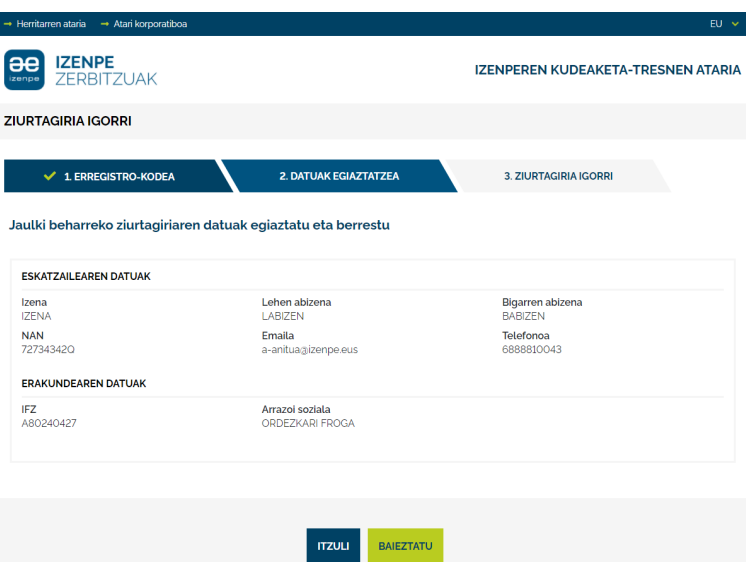 Herritarren ataria Atari korporatiboa EU
izenpe
IZENPE
ZERBITZUAK
IZENPEREN KUDEAKETA-TRESNEN ATARIA
ZIURTAGIRIA IGORRI
1. ERREGISTRO-KODEA 2. DATUAK EGIAZTATZEA 3. ZIURTAGIRIA IGORRI
Jaulki beharreko ziurtagiriaren datuak egiaztatu eta berrestu
ESKATZAILEAREN DATUAK
Izena Lehen abizena Bigarren abizena
IZENA LABIZEN BABIZEN
NAN Emaila Telefonoa
72734342Q a-anitua@izenpe.eus 6888810043
ERAKUNDEAREN DATUAK
IFZ Arrazoi soziala
A80240427 ORDEZKARI FROGA
ITZULI BAIEZTATU